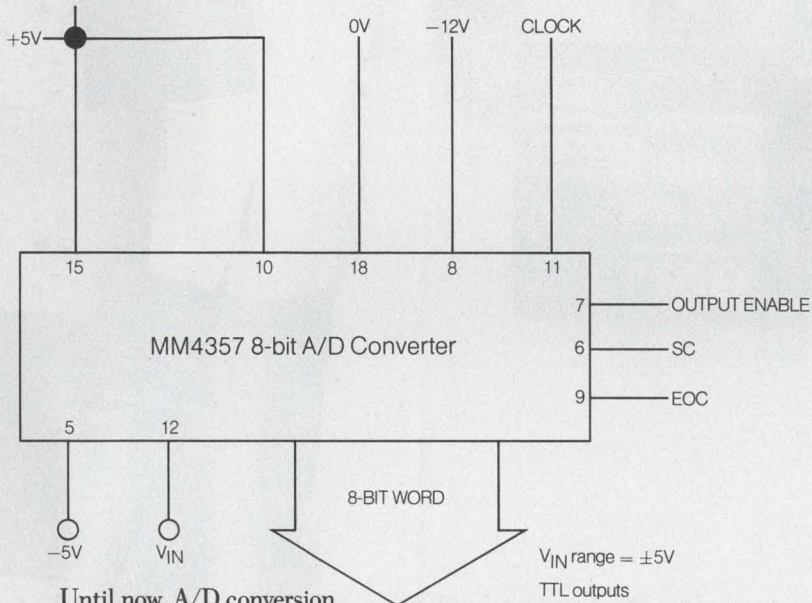 +5V
0V
−12V
CLOCK
15
10
18
8
11
7
OUTPUT ENABLE
MM4357 8-bit A/D Converter
6
SC
9
EOC
5
12
8-BIT WORD
−5V
VIN
VIN range = ±5V
TTL outputs
Until now, A/D conversion